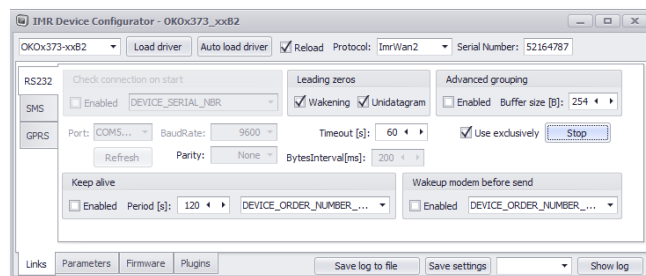 IMR Device Configurator - OKOx373_xxB2
OKOx373-xxB2 Load driver Auto load driver Reload Protocol: ImrWan2 Serial Number: 52164787
RS232 Check connection on start Leading zeros Advanced grouping
SMS Enabled DEVICE_SERIAL_NBR Wakening Unidatagram Enabled Buffer size [B]: 254
GPRS Port: COM5... BaudRate: 9600 Timeout [s]: 60 Use exclusively Stop
Refresh Parity: None BytesInterval[ms]: 200
Keep alive Wakeup modem before send
Enabled Period [s]: 120 DEVICE_ORDER_NUMBER_... Enabled DEVICE_ORDER_NUMBER_...
Links Parameters Firmware Plugins Save log to file Save settings Show log